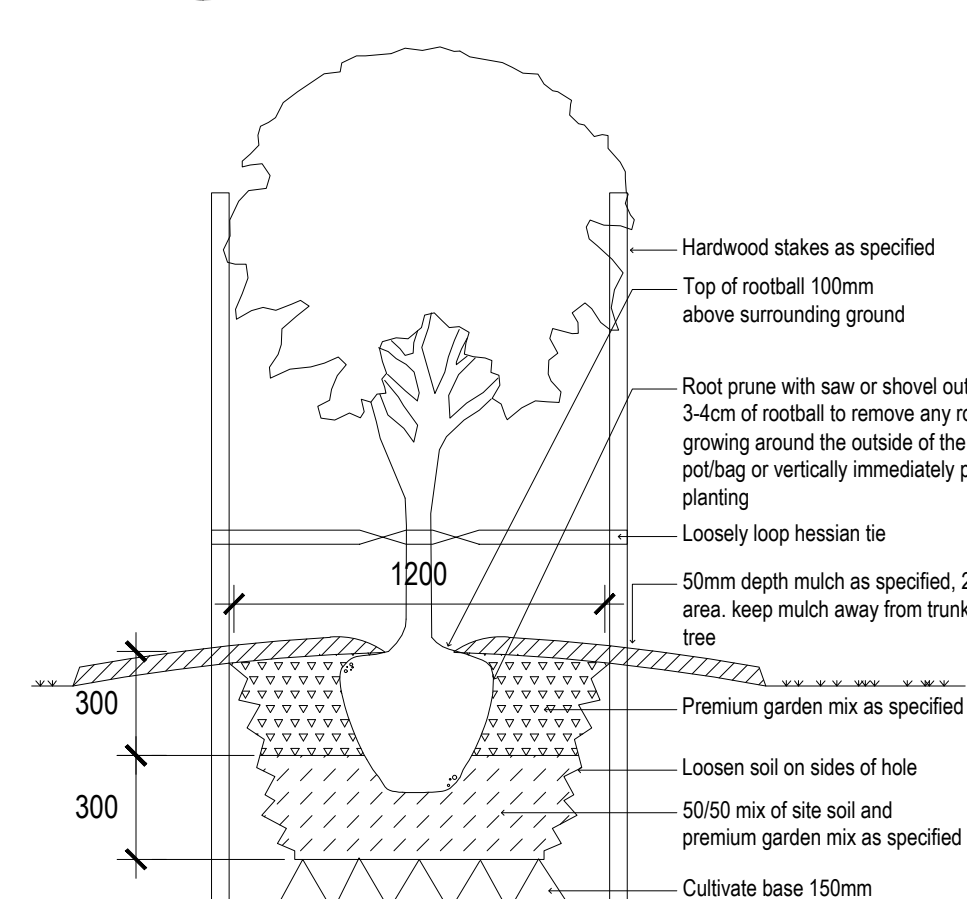 Hardwood stakes as specified
Top of rootball 100mm
above surrounding ground
Root prune with saw or shovel
3-4cm of rootball to remove any
growing around the outside of the
pot/bag or vertically immediately
planting
Loosely loop hessian tie
1200
50mm depth mulch as specified,
area. keep mulch away from trunk
tree
300
Premium garden mix as specified
Loosen soil on sides of hole
300
50/50 mix of site soil and
premium garden mix as specified
Cultivate base 150mm